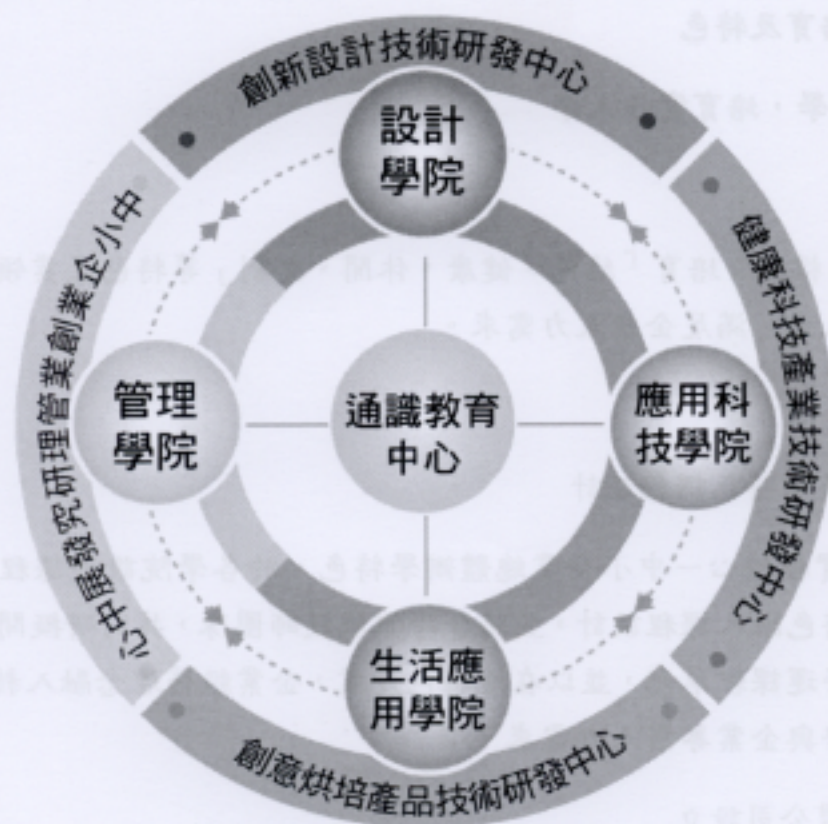 創新設計技術研發中心
設計
學院
中小企業創業管理研究發展中心
管理
學院
通識教育
中心
應用科
技學院
健康科技產業技術研發中心
生活應
用學院
創意烘培產品技術研發中心